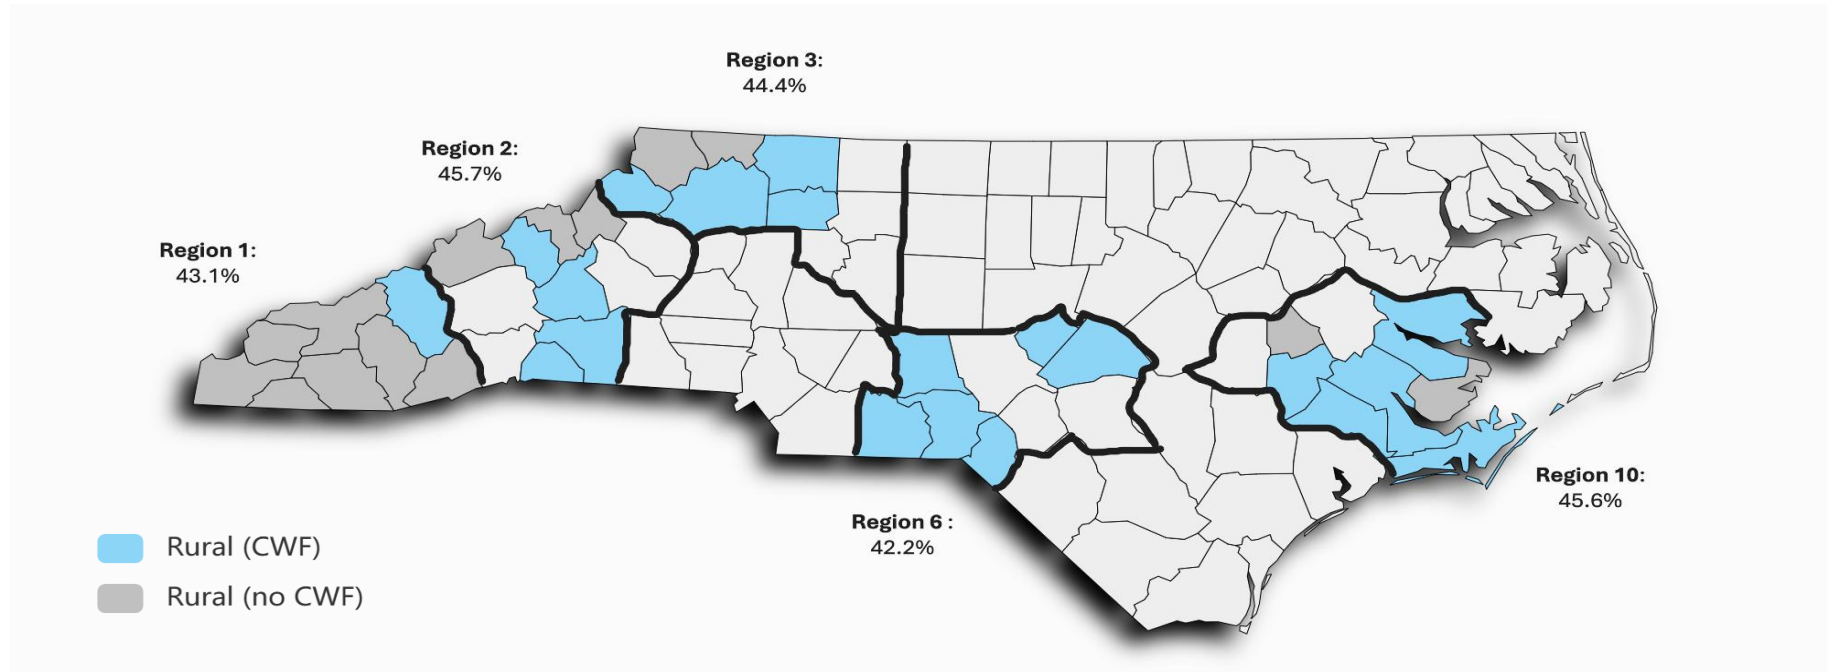 Region 3:
44.4%
Region 2:
45.7%
Region 1:
43.1%
Region 10:
45.6%
Region 6 :
42.2%
Rural (CWF)
Rural (no CWF)